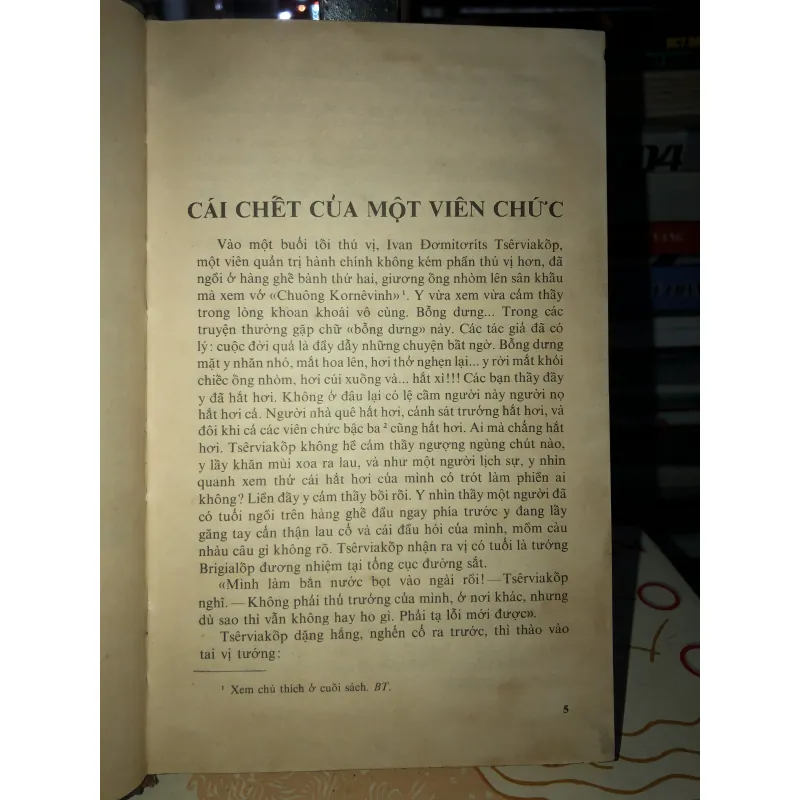 CÁI CHẾT CỦA MỘT VIÊN CHỨC
Vào một buổi tối thú vị, Ivan Đơmitơrits Tsêrviakốp,
một viên quản trị hành chính không kém phần thú vị hơn, đã
ngồi ở hàng ghế bành thứ hai, giương ống nhòm lên sân khấu
mà xem vở «Chuông Kornêvinh»¹. Y vừa xem vừa cảm thấy
trong lòng khoan khoái vô cùng. Bỗng dưng... Trong các
truyện thường gặp chữ «bỗng dưng» này. Các tác giả đã có
lý: cuộc đời quả là đầy dẫy những chuyện bất ngờ. Bỗng dưng
mặt y nhăn nhó, mắt hoa lên, hơi thở nghẹn lại... y rời mắt khỏi
chiếc ống nhòm, hơi cúi xuống và... hắt xì!!! Các bạn thấy đấy
y đã hắt hơi. Không ở đâu lại có lệ cấm người này người nọ
hắt hơi cả. Người nhà quê hắt hơi, cảnh sát trưởng hắt hơi, và
đôi khi cả các viên chức bậc ba² cũng hắt hơi. Ai mà chẳng hắt
hơi. Tsêrviakốp không hề cảm thấy ngượng ngùng chút nào,
y lấy khăn mùi xoa ra lau, và như một người lịch sự, y nhìn
quanh xem thử cái hắt hơi của mình có trót làm phiền ai
không? Liền đấy y cảm thấy bối rối. Y nhìn thấy một người đã
có tuổi ngồi trên hàng ghế đầu ngay phía trước y đang lấy
găng tay cẩn thận lau cổ và cái đầu hói của mình, mồm càu
nhàu câu gì không rõ. Tsêrviakốp nhận ra vị có tuổi là tướng
Brigialốp đương nhiệm tại tổng cục đường sắt.
«Mình làm bắn nước bọt vào ngài rồi! — Tsêrviakốp
nghĩ. — Không phải thủ trưởng của mình, ở nơi khác, nhưng
dù sao thì vẫn không hay ho gì. Phải tạ lỗi mới được».
Tsêrviakốp dặng hắng, nghển cổ ra trước, thì thào vào
tai vị tướng:
¹ Xem chú thích ở cuối sách. BT.
5